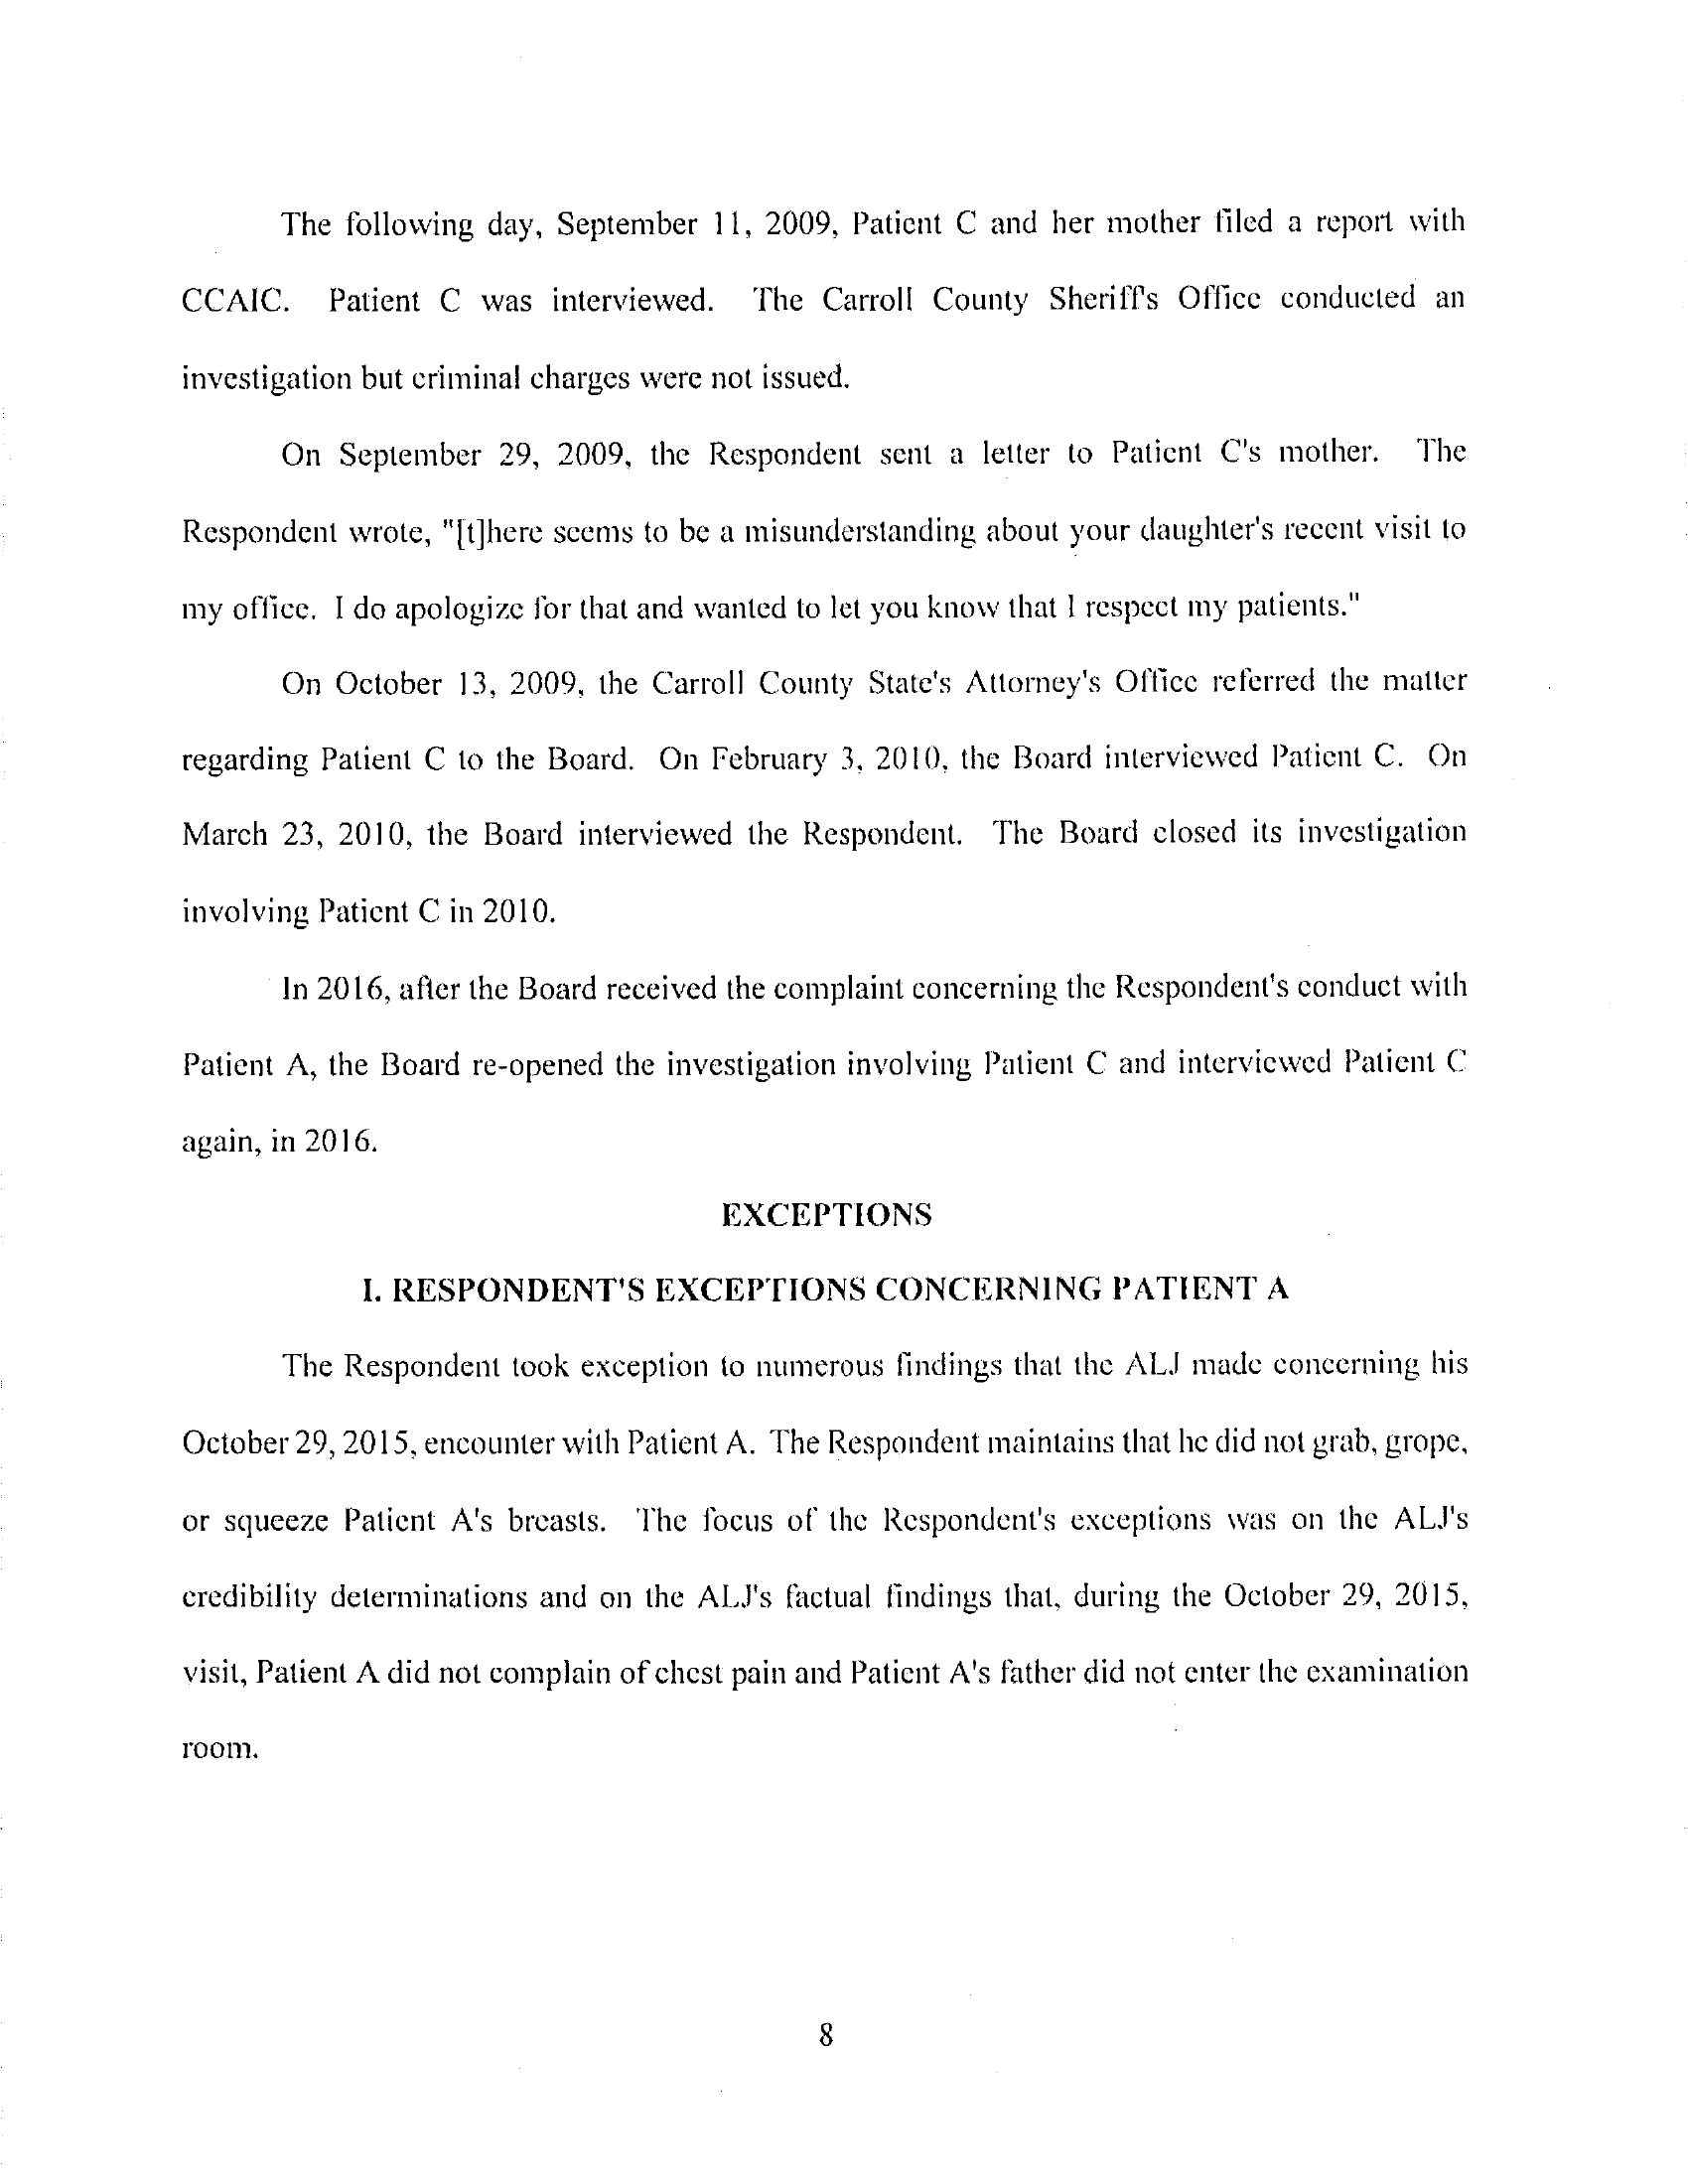 The following day, September 11, 2009, Patient C and her mother filed a report with
CCAIC. Patient C was interviewed. The Carroll County Sheriff's Office conducted an
investigation but criminal charges were not issued.
On September 29, 2009, the Respondent sent a letter to Patient C's mother. The
Respondent wrote, "[t]here seems to be a misunderstanding about your daughter's recent visit to
my office. I do apologize for that and wanted to let you know that I respect my patients."
On October 13, 2009, the Carroll County State's Attorney's Office referred the matter
regarding Patient C to the Board. On February 3, 2010, the Board interviewed Patient C. On
March 23, 2010, the Board interviewed the Respondent. The Board closed its investigation
involving Patient C in 2010.
In 2016, after the Board received the complaint concerning the Respondent's conduct with
Patient A, the Board re-opened the investigation involving Patient C and interviewed Patient C
again, in 2016.
EXCEPTIONS
I. RESPONDENT'S EXCEPTIONS CONCERNING PATIENT A
The Respondent took exception to numerous findings that the ALJ made concerning his
October 29, 2015, encounter with Patient A. The Respondent maintains that he did not grab, grope,
or squeeze Patient A's breasts. The focus of the Respondent's exceptions was on the ALJ's
credibility determinations and on the ALJ's factual findings that, during the October 29, 2015,
visit, Patient A did not complain of chest pain and Patient A's father did not enter the examination
room.
8